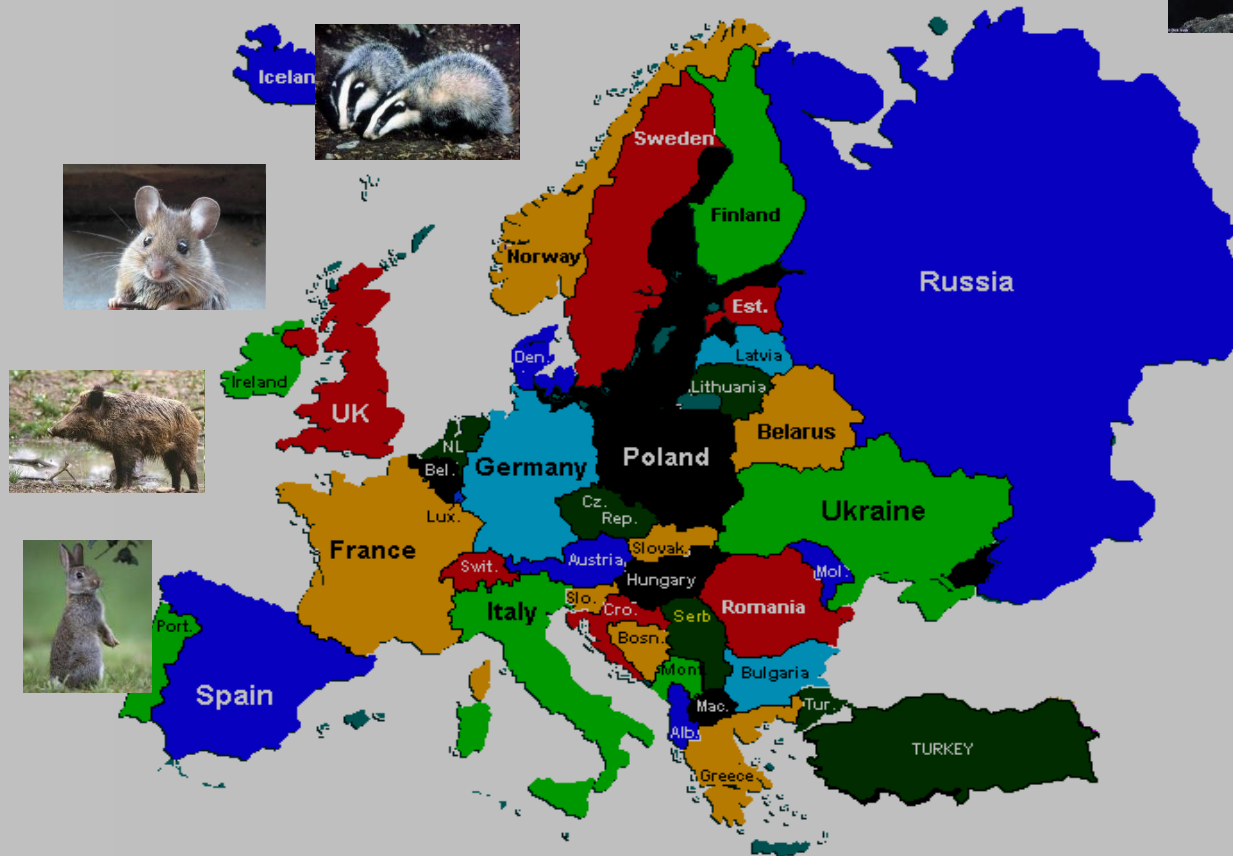 Icelan
Sweden
Finland
Norway
Russia
Est.
Den.
Latvia
Ireland
Lithuania
UK
Belarus
NL
Bel.
Germany
Poland
Cz.
Rep.
Ukraine
Lux.
France
Slovak.
Austria
Swit.
Hungary
Mol.
Slo.
Italy
Cro.
Serb
Romania
Port.
Bosn.
Mont
Bulgaria
Spain
Mac.
Tur.
Alb.
TURKEY
Greece